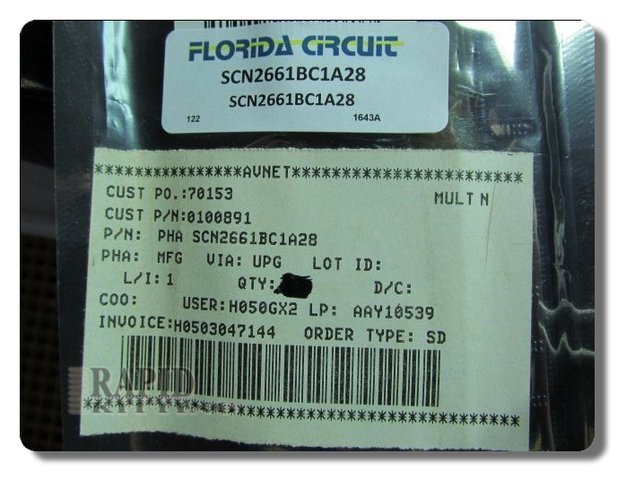 FLORIDA CIRCUIT
SCN2661BC1A28
SCN2661BC1A28
122 1643A
***************AVNET************************
CUST PO.:70153 MULT N
CUST P/N:0100891
P/N: PHA SCN2661BC1A28
PHA: MFG VIA: UPG LOT ID:
L/I: 1 QTY: D/C:
COO: USER:H050GX2 LP: AAY10539
INVOICE:H0503047144 ORDER TYPE: SD
RAPID